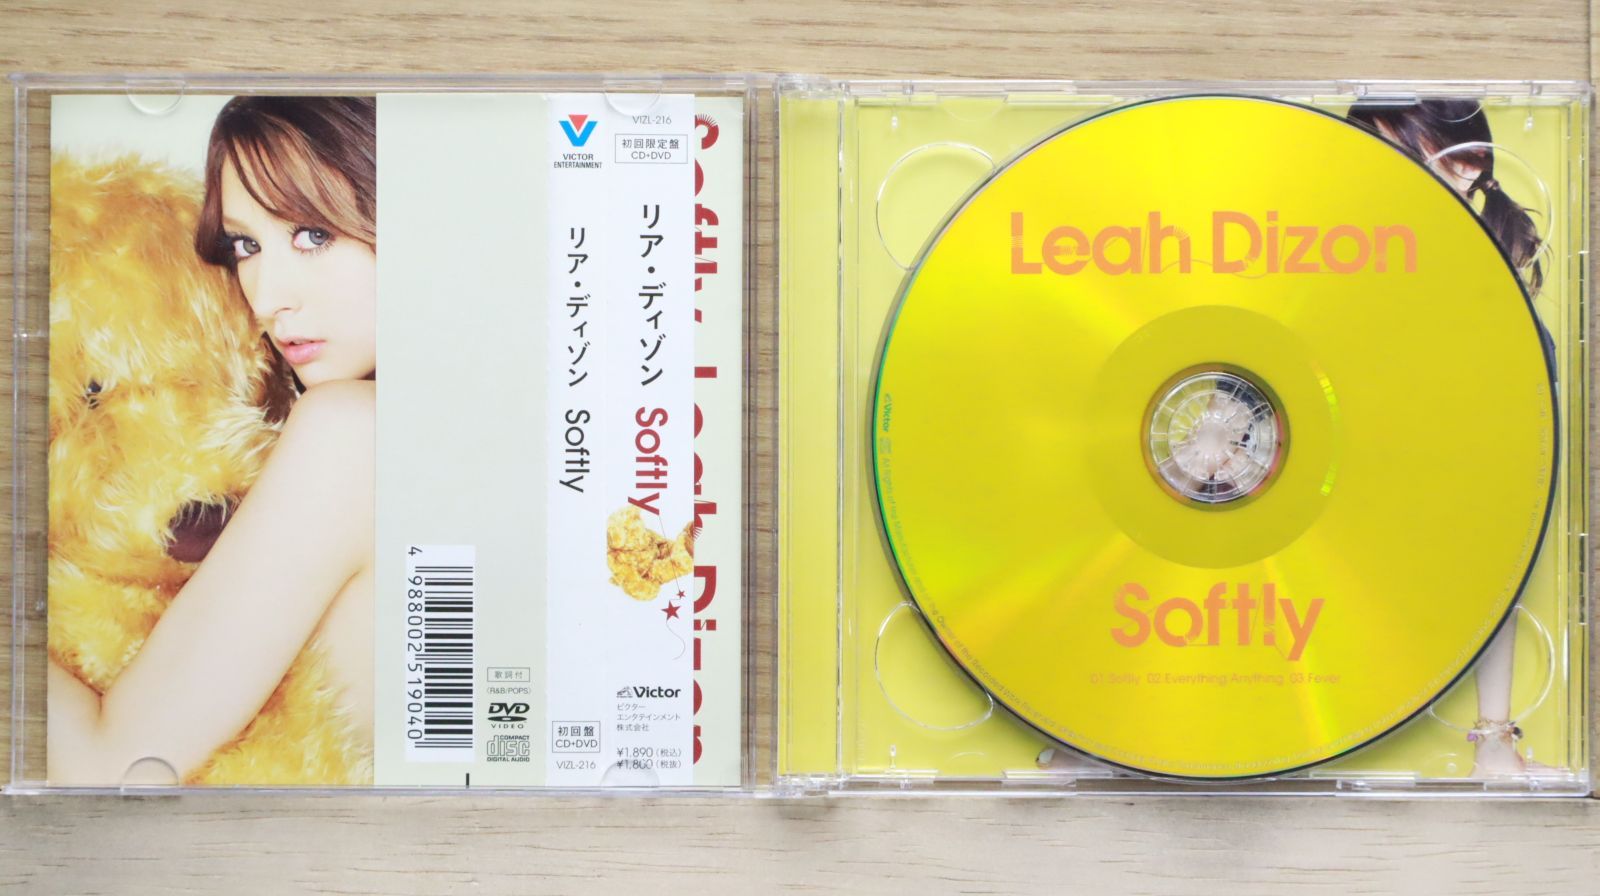 VICTOR
ENTERTAINMENT
リア・ディゾン Softly
初回盤
CD+DVD
VIZL-216
VIZL-216
初回限定盤
CD+DVD
リア・ディゾン Softly
Victor
ビクター
エンタテインメント
株式会社
¥1,890(税込)
¥1,800(税抜)
Softly
4 988002 519040
歌詞付
(R&B/POPS)
DVD
VIDEO
COMPACT
disc
DIGITAL AUDIO
Leah Dizon
Softly
01.Softly 02.Everything Anything 03.Fever
Victor